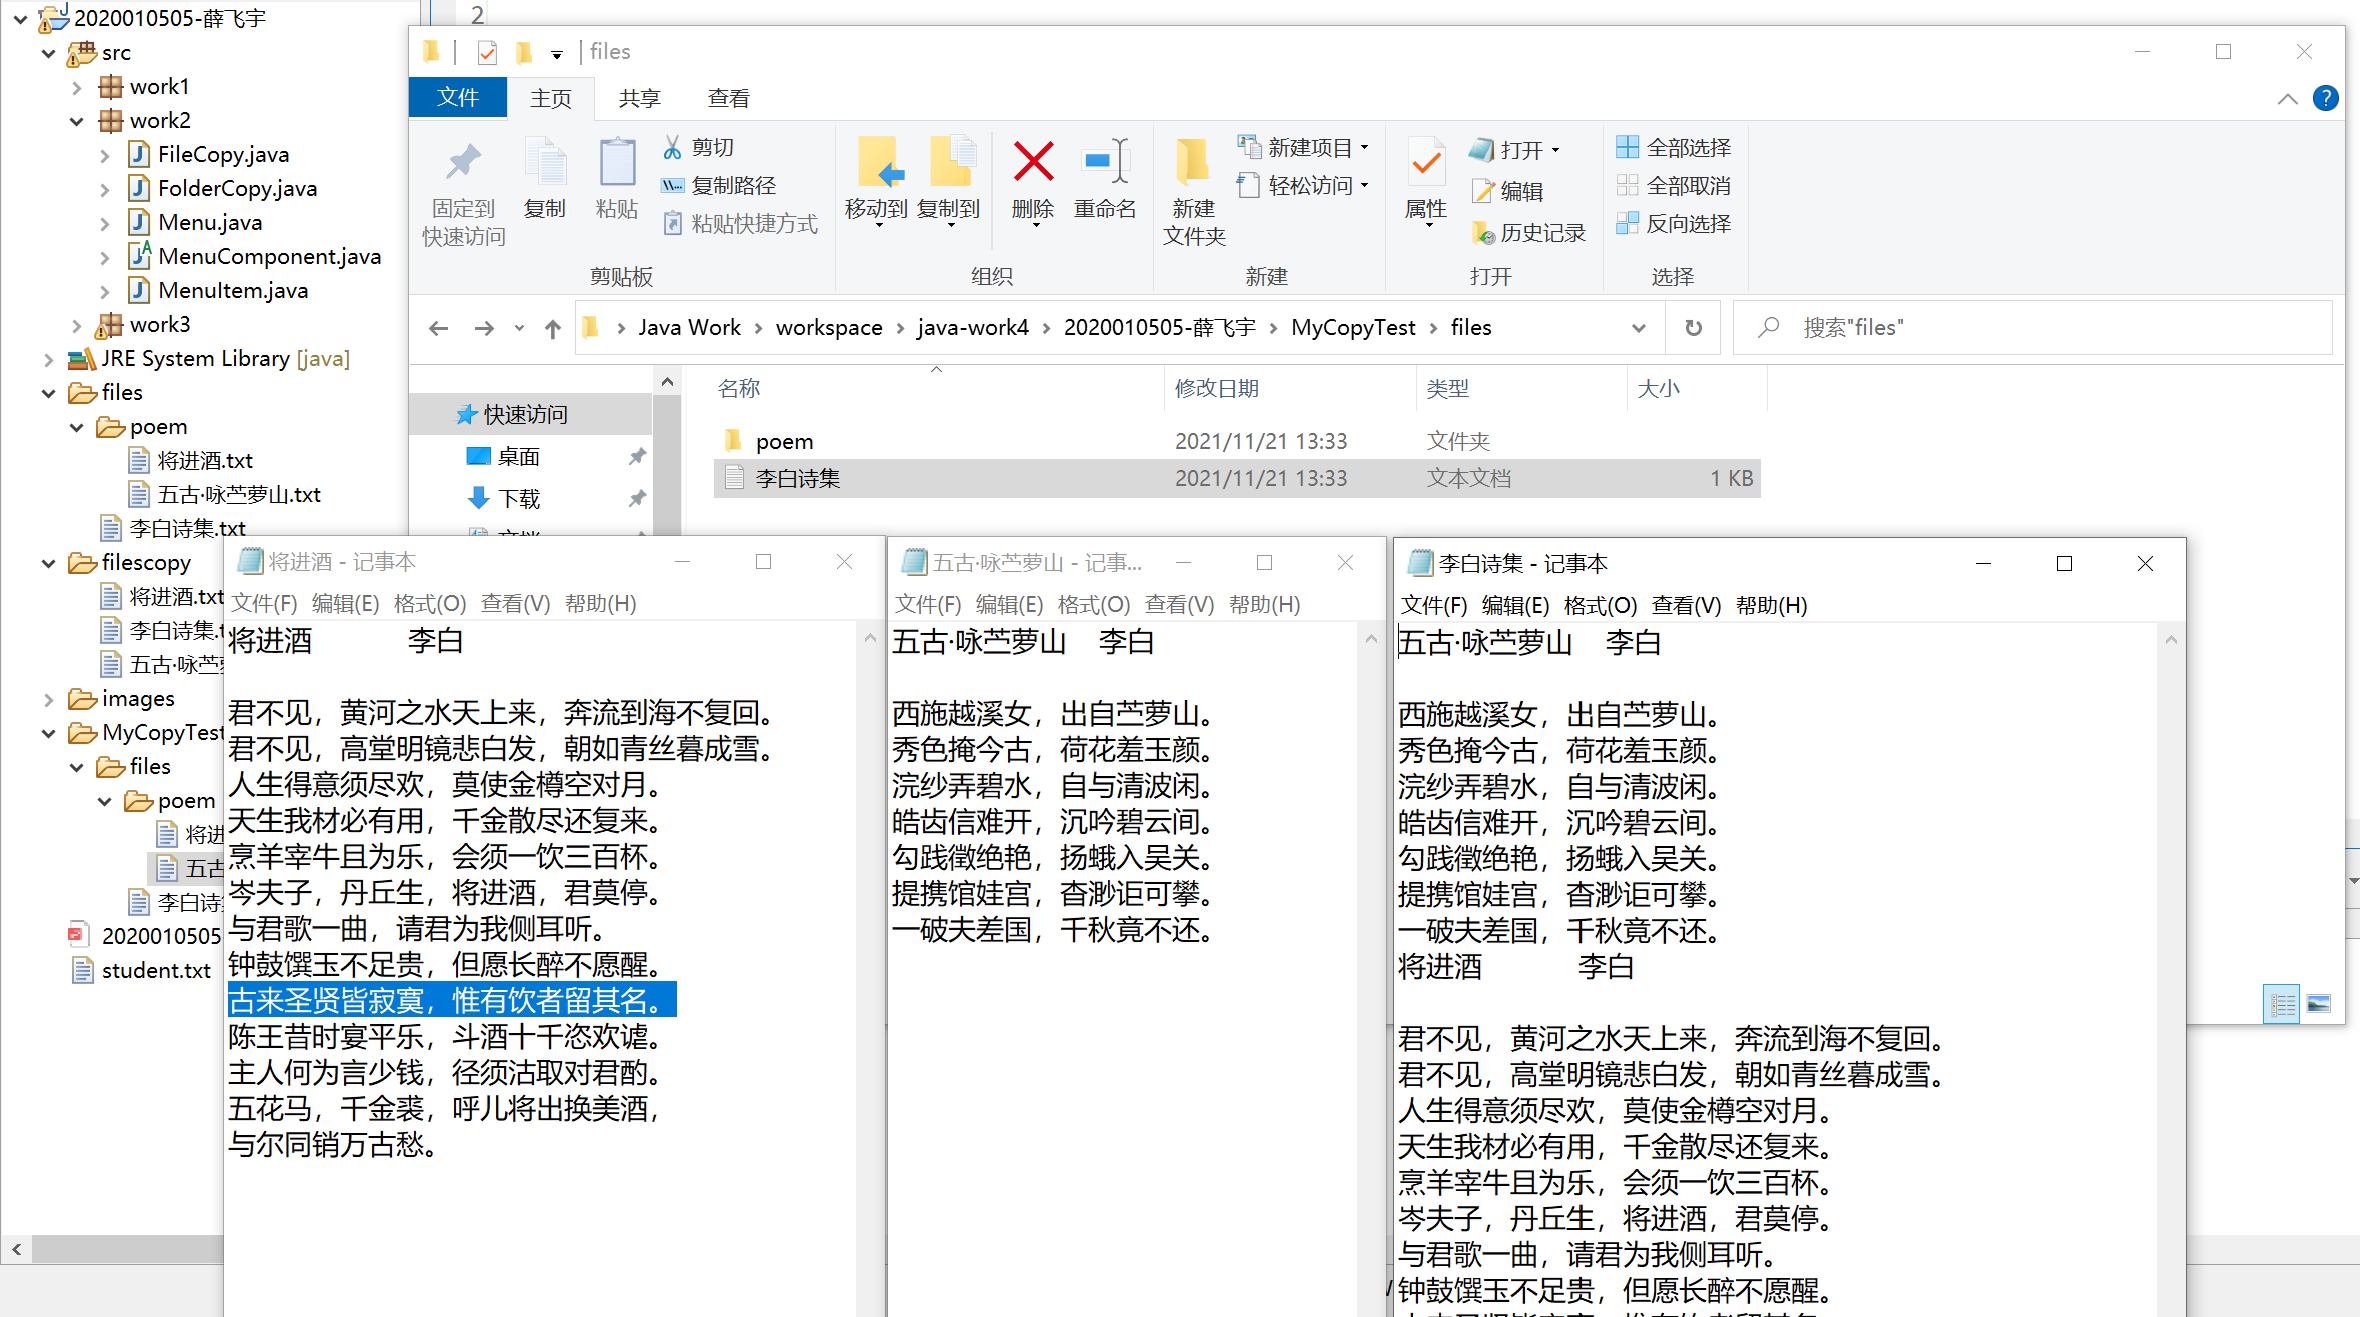 2020010505-薛飞宇
src
work1
work2
FileCopy.java
FolderCopy.java
Menu.java
MenuComponent.java
MenuItem.java
work3
JRE System Library [java]
files
poem
将进酒.txt
五古·咏苎萝山.txt
李白诗集.txt
filescopy
将进酒.txt
李白诗集.t
五古·咏苎
images
MyCopyTest
files
poem
将进
五古
李白诗
2020010505
student.txt
2
files
文件 主页 共享 查看
固定到
快速访问
复制
粘贴
剪切
复制路径
粘贴快捷方式
剪贴板
移动到 复制到
删除 重命名
组织
新建
文件夹
新建项目
轻松访问
新建
属性
打开
编辑
历史记录
打开
全部选择
全部取消
反向选择
选择
Java Work workspace java-work4 2020010505-薛飞宇 MyCopyTest files
搜索"files"
快速访问
桌面
下载
名称 修改日期 类型 大小
poem 2021/11/21 13:33 文件夹
李白诗集 2021/11/21 13:33 文本文档 1 KB
将进酒 - 记事本
文件(F) 编辑(E) 格式(O) 查看(V) 帮助(H)
将进酒 李白
君不见，黄河之水天上来，奔流到海不复回。
君不见，高堂明镜悲白发，朝如青丝暮成雪。
人生得意须尽欢，莫使金樽空对月。
天生我材必有用，千金散尽还复来。
烹羊宰牛且为乐，会须一饮三百杯。
岑夫子，丹丘生，将进酒，君莫停。
与君歌一曲，请君为我侧耳听。
钟鼓馔玉不足贵，但愿长醉不愿醒。
古来圣贤皆寂寞，惟有饮者留其名。
陈王昔时宴平乐，斗酒十千恣欢谑。
主人何为言少钱，径须沽取对君酌。
五花马，千金裘，呼儿将出换美酒，
与尔同销万古愁。
五古·咏苎萝山 - 记事...
文件(F) 编辑(E) 格式(O) 查看(V) 帮助(H)
五古·咏苎萝山 李白
西施越溪女，出自苎萝山。
秀色掩今古，荷花羞玉颜。
浣纱弄碧水，自与清波闲。
皓齿信难开，沉吟碧云间。
勾践徵绝艳，扬蛾入吴关。
提携馆娃宫，杳渺讵可攀。
一破夫差国，千秋竟不还。
李白诗集 - 记事本
文件(F) 编辑(E) 格式(O) 查看(V) 帮助(H)
五古·咏苎萝山 李白
西施越溪女，出自苎萝山。
秀色掩今古，荷花羞玉颜。
浣纱弄碧水，自与清波闲。
皓齿信难开，沉吟碧云间。
勾践徵绝艳，扬蛾入吴关。
提携馆娃宫，杳渺讵可攀。
一破夫差国，千秋竟不还。
将进酒 李白
君不见，黄河之水天上来，奔流到海不复回。
君不见，高堂明镜悲白发，朝如青丝暮成雪。
人生得意须尽欢，莫使金樽空对月。
天生我材必有用，千金散尽还复来。
烹羊宰牛且为乐，会须一饮三百杯。
岑夫子，丹丘生，将进酒，君莫停。
与君歌一曲，请君为我侧耳听。
钟鼓馔玉不足贵，但愿长醉不愿醒。